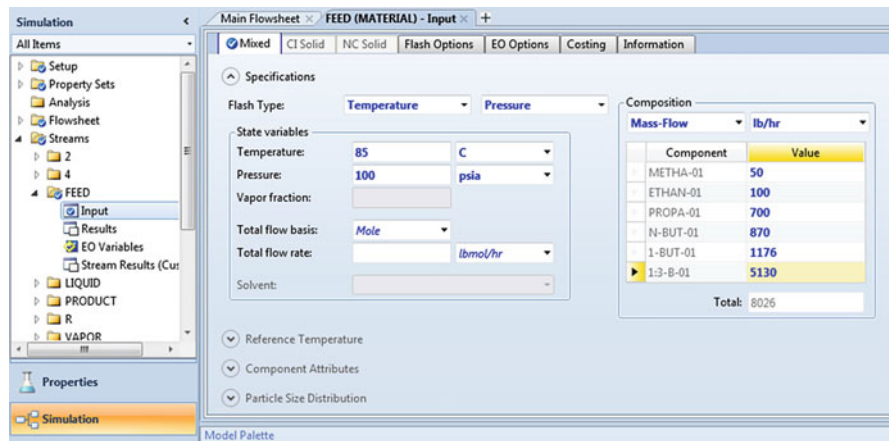 Simulation
All Items
Setup
Property Sets
Analysis
Flowsheet
Streams
2
4
FEED
Input
Results
EO Variables
Stream Results (Cus
LIQUID
PRODUCT
R
VAPOR
Properties
Simulation
Main Flowsheet
FEED (MATERIAL) - Input
Mixed CI Solid NC Solid Flash Options EO Options Costing Information
Specifications
Flash Type: Temperature Pressure
State variables
Temperature: 85 C
Pressure: 100 psia
Vapor fraction:
Total flow basis: Mole
Total flow rate: lbmol/hr
Solvent:
Composition
Mass-Flow lb/hr
Component Value
METHA-01 50
ETHAN-01 100
PROPA-01 700
N-BUT-01 870
1-BUT-01 1176
1:3-B-01 5130
Total: 8026
Reference Temperature
Component Attributes
Particle Size Distribution
Model Palette